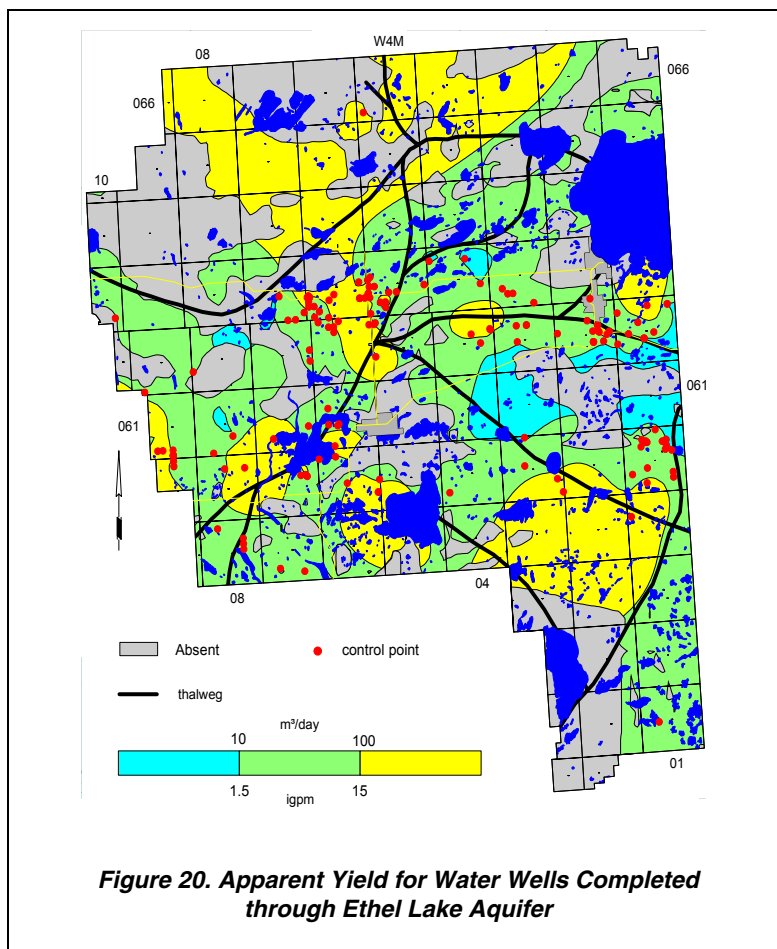 W4M
08
066
066
10
061
061
04
08
Absent
control point
thalweg
m³/day
10
100
1.5
igpm
15
01
Figure 20. Apparent Yield for Water Wells Completed
through Ethel Lake Aquifer